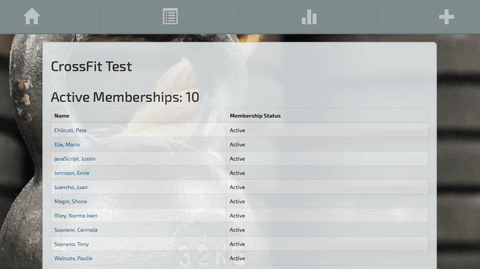 CrossFit Test
Active Memberships: 10
Name Membership Status
Chilcutt, Pete Active
Elie, Mario Active
JavaScript, Justin Active
Johnson, Ernie Active
Juancho, Juan Active
Magin, Shone Active
Riley, Norma Jean Active
Soprano, Carmela Active
Soprano, Tony Active
Walnuts, Paulie Active
32K